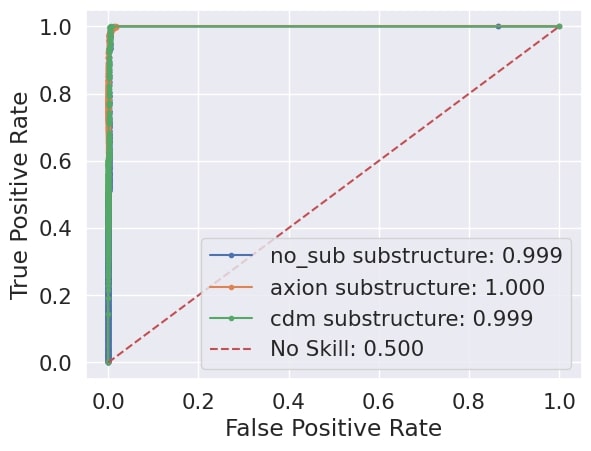 1.0
0.8
0.6
0.4
0.2
0.0
True Positive Rate
no_sub substructure: 0.999
axion substructure: 1.000
cdm substructure: 0.999
No Skill: 0.500
0.0 0.2 0.4 0.6 0.8 1.0
False Positive Rate